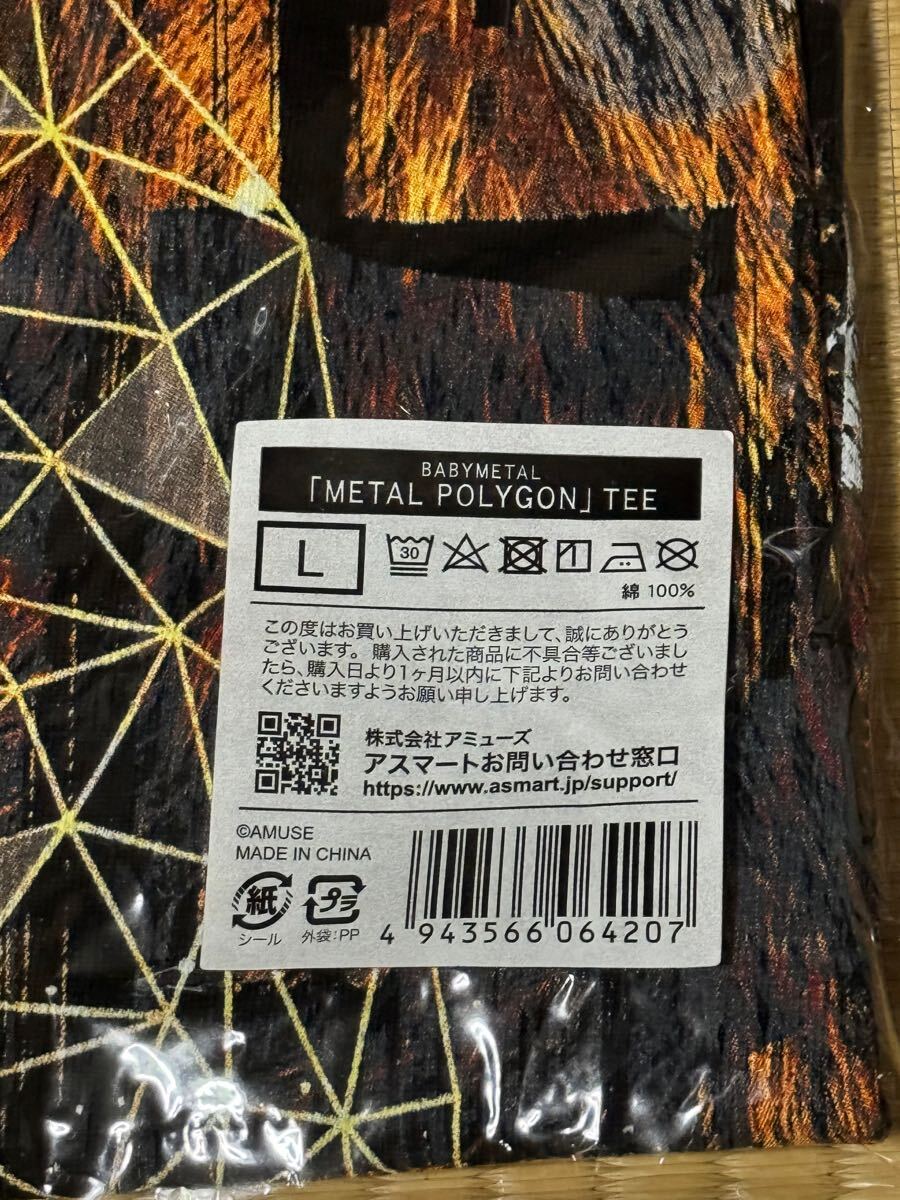 BABYMETAL
「METAL POLYGON」TEE
L
30
1
綿 100%
この度はお買い上げいただきまして、誠にありがとう
ございます。購入された商品に不具合等ございまし
たら、購入日より1ヶ月以内に下記よりお問い合わせ
くださいますようお願い申し上げます。
株式会社アミューズ
アスマートお問い合わせ窓口
https://www.asmart.jp/support/
©AMUSE
MADE IN CHINA
紙
プラ
シール
外袋:PP
4 943566 064207